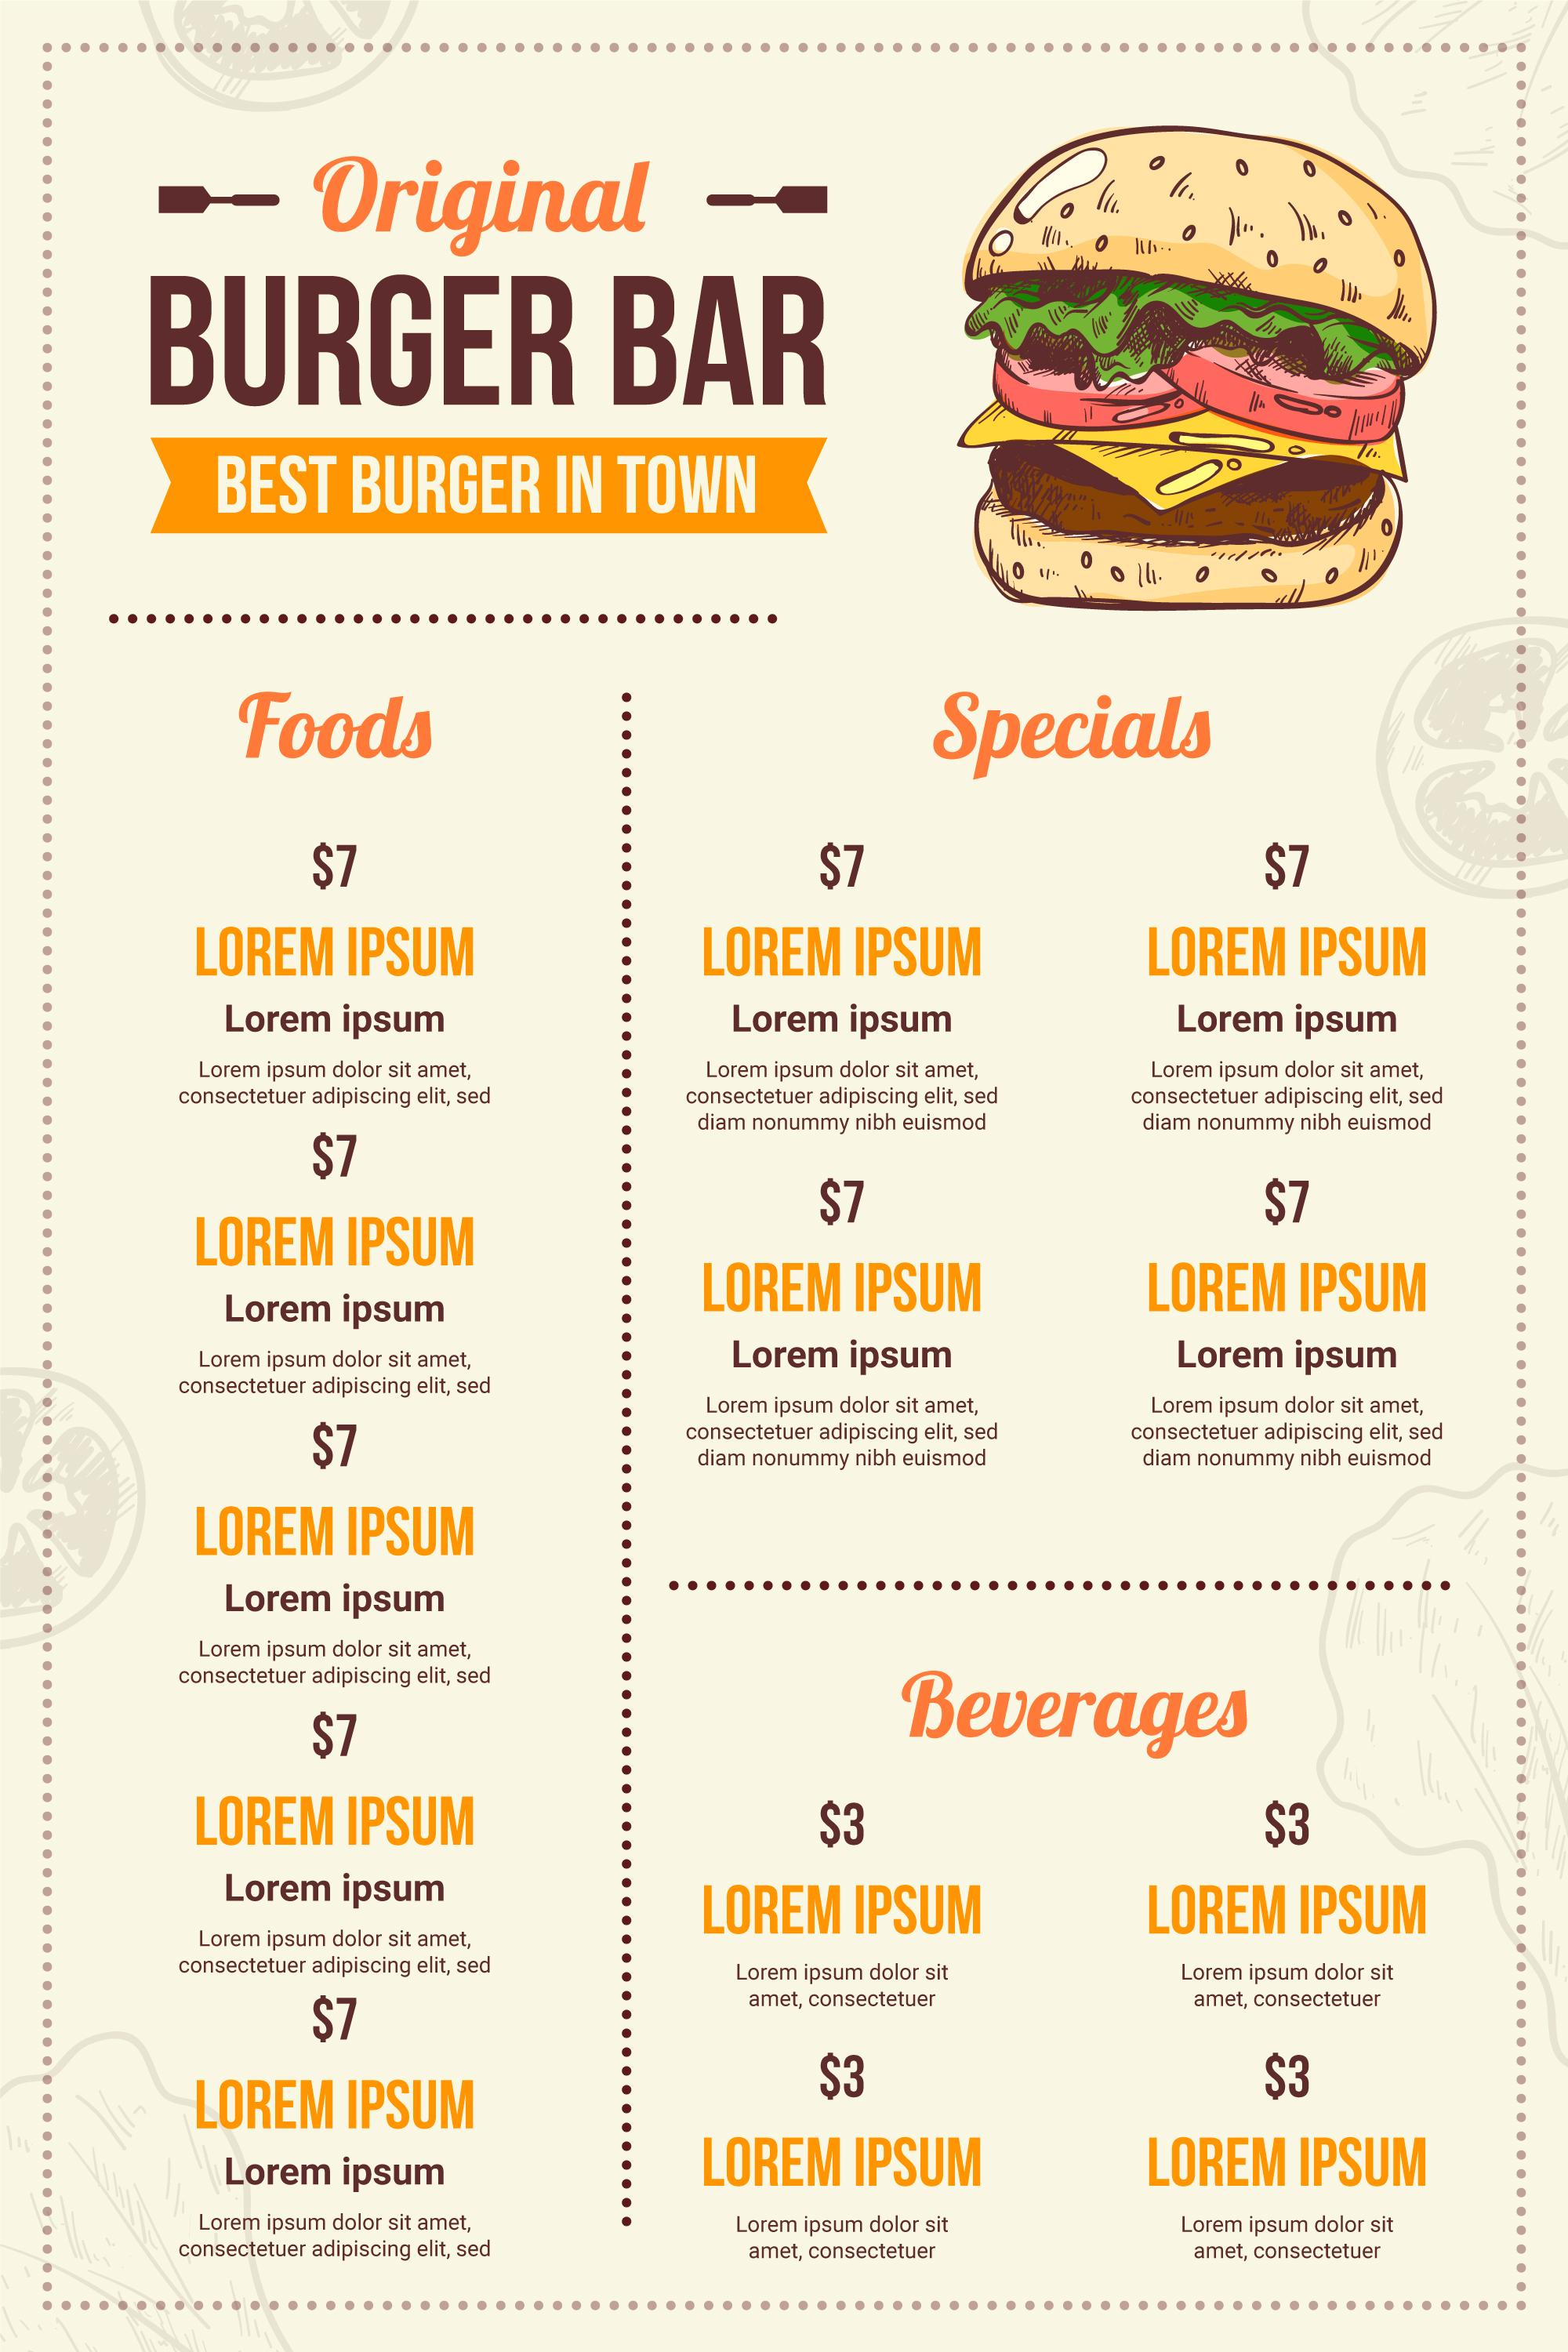 Original
BURGER BAR
BEST BURGER IN TOWN
Foods
$7
LOREM IPSUM
Lorem ipsum
Lorem ipsum dolor sit amet,
consectetuer adipiscing elit, sed
$7
LOREM IPSUM
Lorem ipsum
Lorem ipsum dolor sit amet,
consectetuer adipiscing elit, sed
$7
LOREM IPSUM
Lorem ipsum
Lorem ipsum dolor sit amet,
consectetuer adipiscing elit, sed
$7
LOREM IPSUM
Lorem ipsum
Lorem ipsum dolor sit amet,
consectetuer adipiscing elit, sed
$7
LOREM IPSUM
Lorem ipsum
Lorem ipsum dolor sit amet,
consectetuer adipiscing elit, sed
Specials
$7
LOREM IPSUM
Lorem ipsum
Lorem ipsum dolor sit amet,
consectetuer adipiscing elit, sed
diam nonummy nibh euismod
$7
LOREM IPSUM
Lorem ipsum
Lorem ipsum dolor sit amet,
consectetuer adipiscing elit, sed
diam nonummy nibh euismod
$7
LOREM IPSUM
Lorem ipsum
Lorem ipsum dolor sit amet,
consectetuer adipiscing elit, sed
diam nonummy nibh euismod
$7
LOREM IPSUM
Lorem ipsum
Lorem ipsum dolor sit amet,
consectetuer adipiscing elit, sed
diam nonummy nibh euismod
Beverages
$3
LOREM IPSUM
Lorem ipsum dolor sit
amet, consectetuer
$3
LOREM IPSUM
Lorem ipsum dolor sit
amet, consectetuer
$3
LOREM IPSUM
Lorem ipsum dolor sit
amet, consectetuer
$3
LOREM IPSUM
Lorem ipsum dolor sit
amet, consectetuer